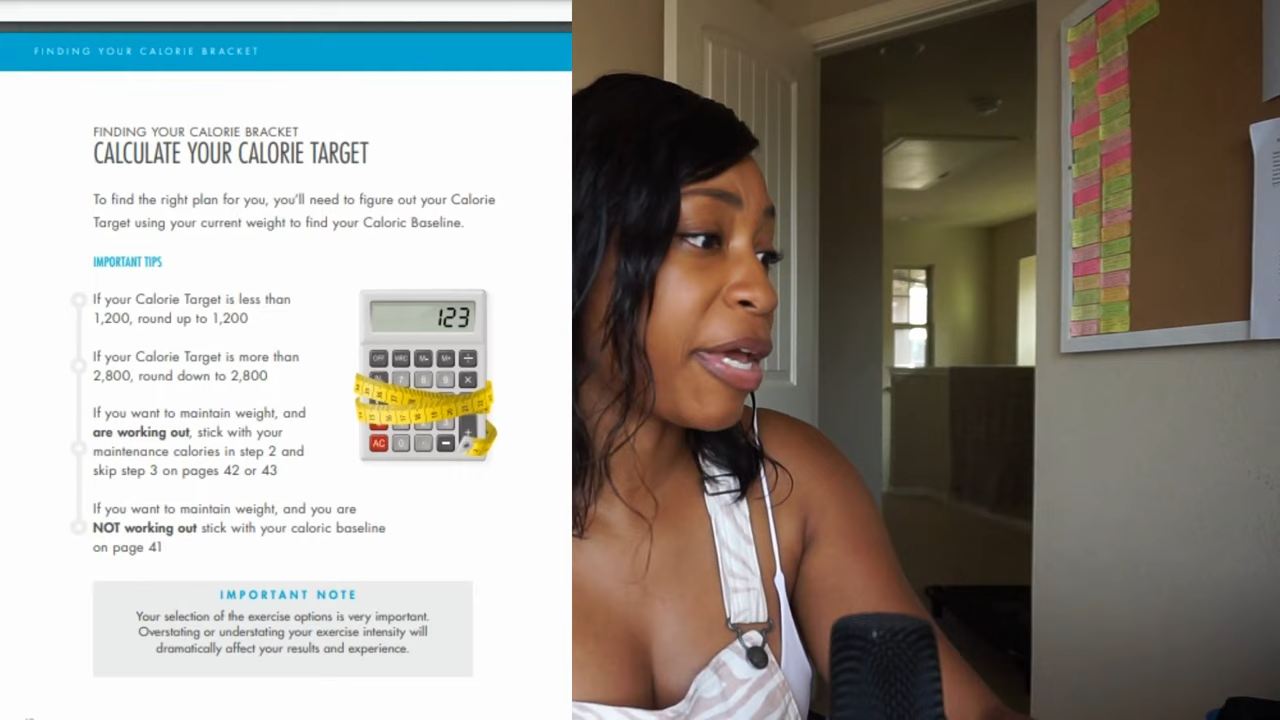 FINDING YOUR CALORIE BRACKET
FINDING YOUR CALORIE BRACKET
CALCULATE YOUR CALORIE TARGET
To find the right plan for you, you'll need to figure out your Calorie
Target using your current weight to find your Caloric Baseline.
IMPORTANT TIPS
If your Calorie Target is less than
1,200, round up to 1,200
If your Calorie Target is more than
2,800, round down to 2,800
If you want to maintain weight, and
are working out, stick with your
maintenance calories in step 2 and
skip step 3 on pages 42 or 43
If you want to maintain weight, and you are
NOT working out stick with your caloric baseline
on page 41
123
OFF MRC M- M+ ÷
7 8 9 ×
AC 0 · −
IMPORTANT NOTE
Your selection of the exercise options is very important.
Overstating or understating your exercise intensity will
dramatically affect your results and experience.